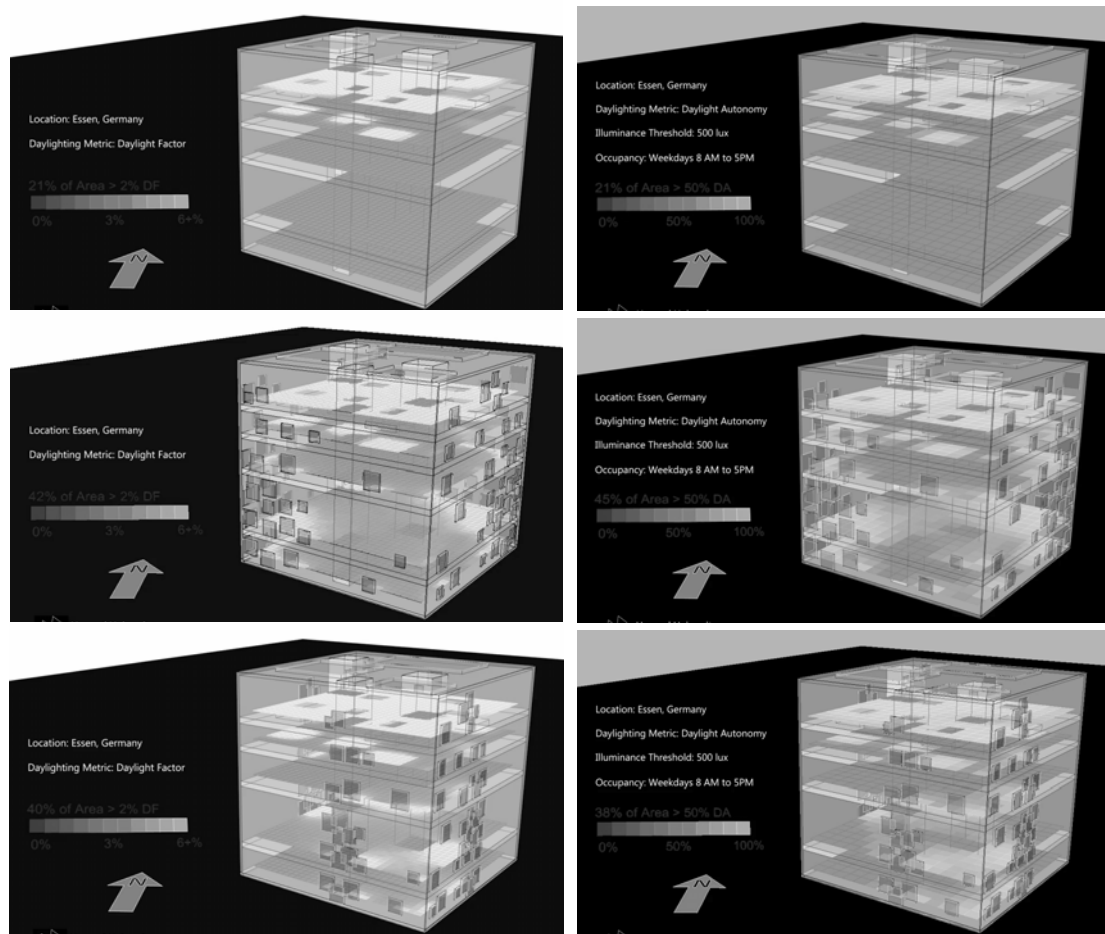 Location: Essen, Germany
Daylighting Metric: Daylight Factor
21% of Area > 2% DF
0% 3% 6+%
N
Location: Essen, Germany
Daylighting Metric: Daylight Autonomy
Illuminance Threshold: 500 lux
Occupancy: Weekdays 8 AM to 5PM
21% of Area > 50% DA
0% 50% 100%
N
Location: Essen, Germany
Daylighting Metric: Daylight Factor
42% of Area > 2% DF
0% 3% 6+%
N
Location: Essen, Germany
Daylighting Metric: Daylight Autonomy
Illuminance Threshold: 500 lux
Occupancy: Weekdays 8 AM to 5PM
45% of Area > 50% DA
0% 50% 100%
N
Location: Essen, Germany
Daylighting Metric: Daylight Factor
40% of Area > 2% DF
0% 3% 6+%
N
Location: Essen, Germany
Daylighting Metric: Daylight Autonomy
Illuminance Threshold: 500 lux
Occupancy: Weekdays 8 AM to 5PM
38% of Area > 50% DA
0% 50% 100%
N